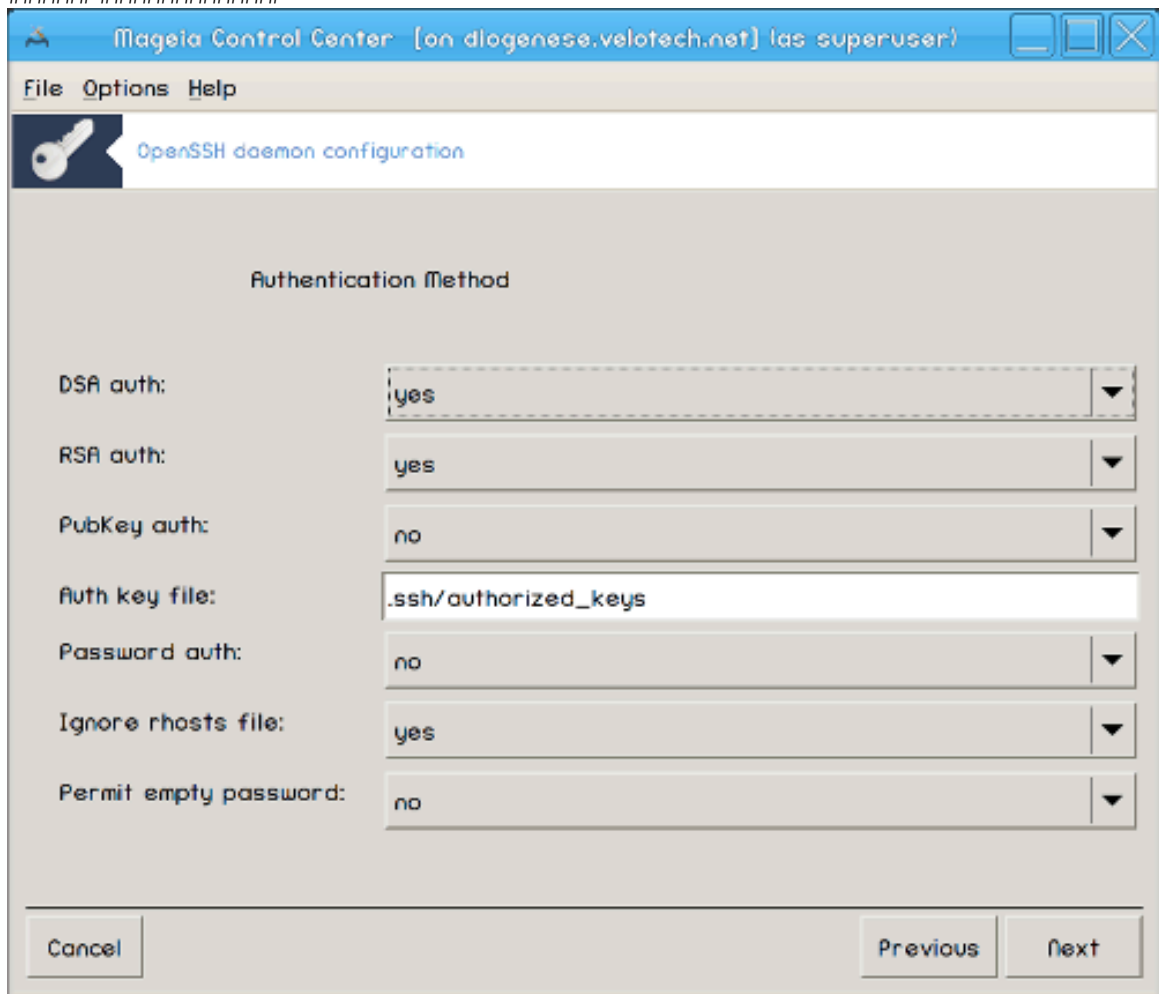 Mageia Control Center [on diogenese.velotech.net] (as superuser)
File Options Help
OpenSSH daemon configuration
Authentication Method
DSA auth: yes
RSA auth: yes
PubKey auth: no
Auth key file: .ssh/authorized_keys
Password auth: no
Ignore rhosts file: yes
Permit empty password: no
Cancel Previous Next